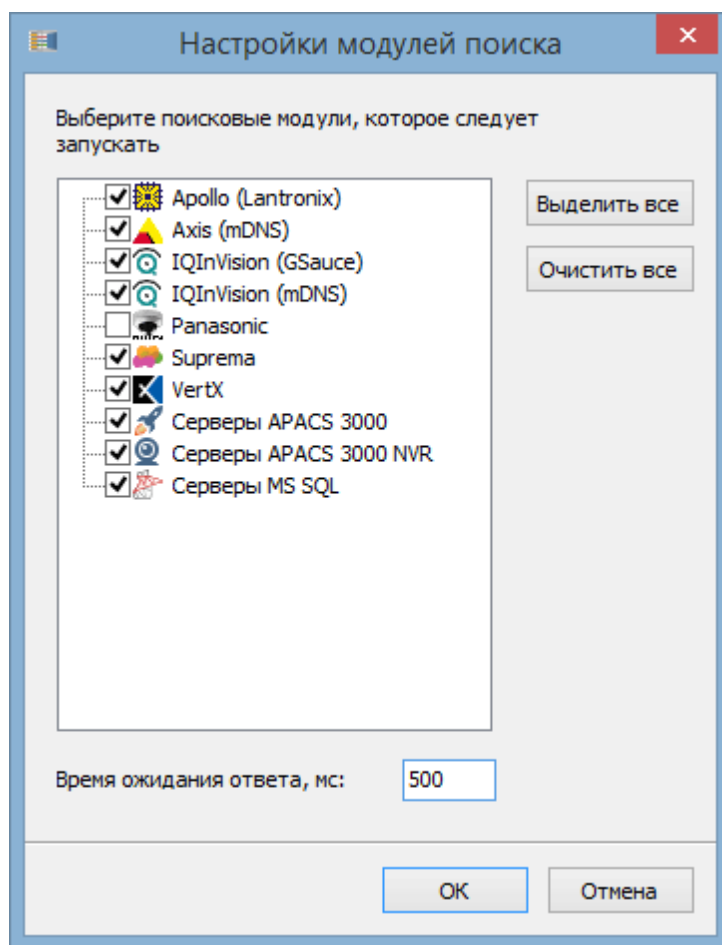 Настройки модулей поиска
Выберите поисковые модули, которое следует
запускать
Apollo (Lantronix)
Axis (mDNS)
IQInVision (GSauce)
IQInVision (mDNS)
Panasonic
Suprema
VertX
Серверы APACS 3000
Серверы APACS 3000 NVR
Серверы MS SQL
Выделить все
Очистить все
Время ожидания ответа, мс:
500
OK
Отмена